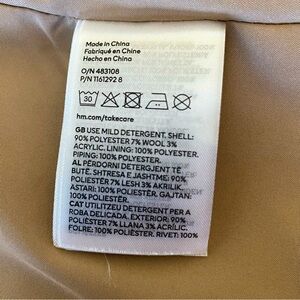 Made in China
Fabriqué en Chine
Hecho en China
O/N 483108
P/N 1161292 8
30
hm.com/takecare
GB USE MILD DETERGENT. SHELL:
90% POLYESTER 7% WOOL 3%
ACRYLIC. LINING: 100% POLYESTER.
PIPING: 100% POLYESTER.
AL PËRDORNI DETERGJENT TË
BUTË. SHTRESA E JASHTME: 90%
POLIESTËR 7% LESH 3% AKRILIK.
ASTARI: 100% POLIESTËR. GAJTAN:
100% POLIESTËR.
CAT UTILITZEU DETERGENT PER A
ROBA DELICADA. EXTERIOR: 90%
POLIÈSTER 7% LLANA 3% ACRÍLIC.
FOLRE: 100% POLIÈSTER. RIVET: 100%